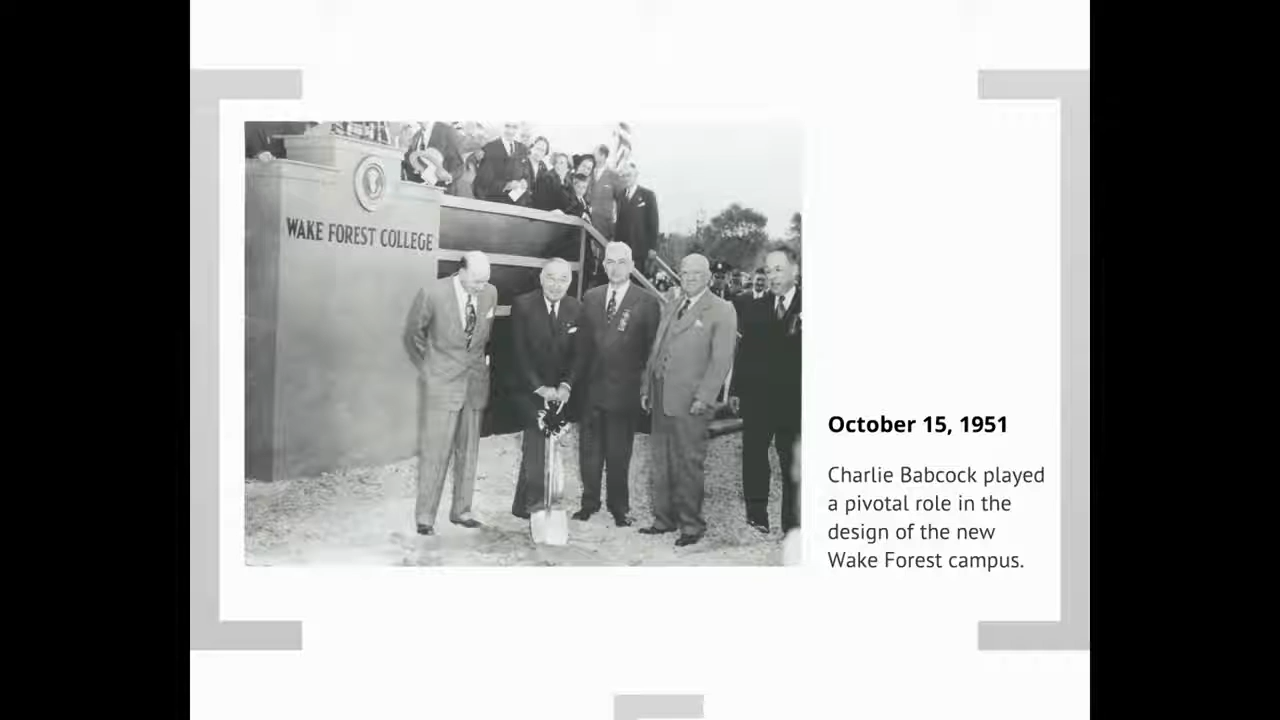 WAKE FOREST COLLEGE
October 15, 1951
Charlie Babcock played
a pivotal role in the
design of the new
Wake Forest campus.